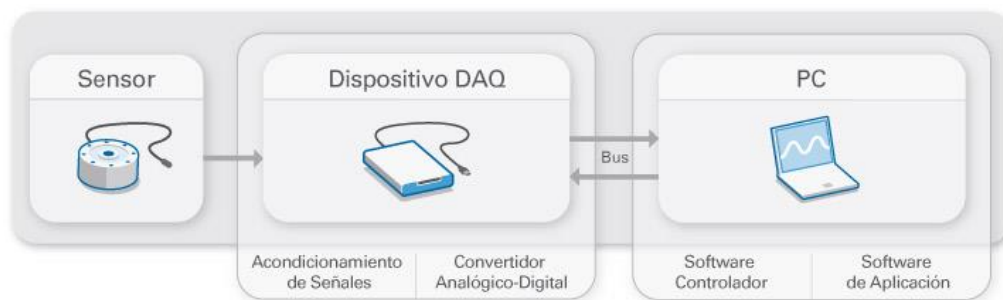 Sensor
Dispositivo DAQ
PC
Bus
Acondicionamiento
de Señales
Convertidor
Analógico-Digital
Software
Controlador
Software
de Aplicación